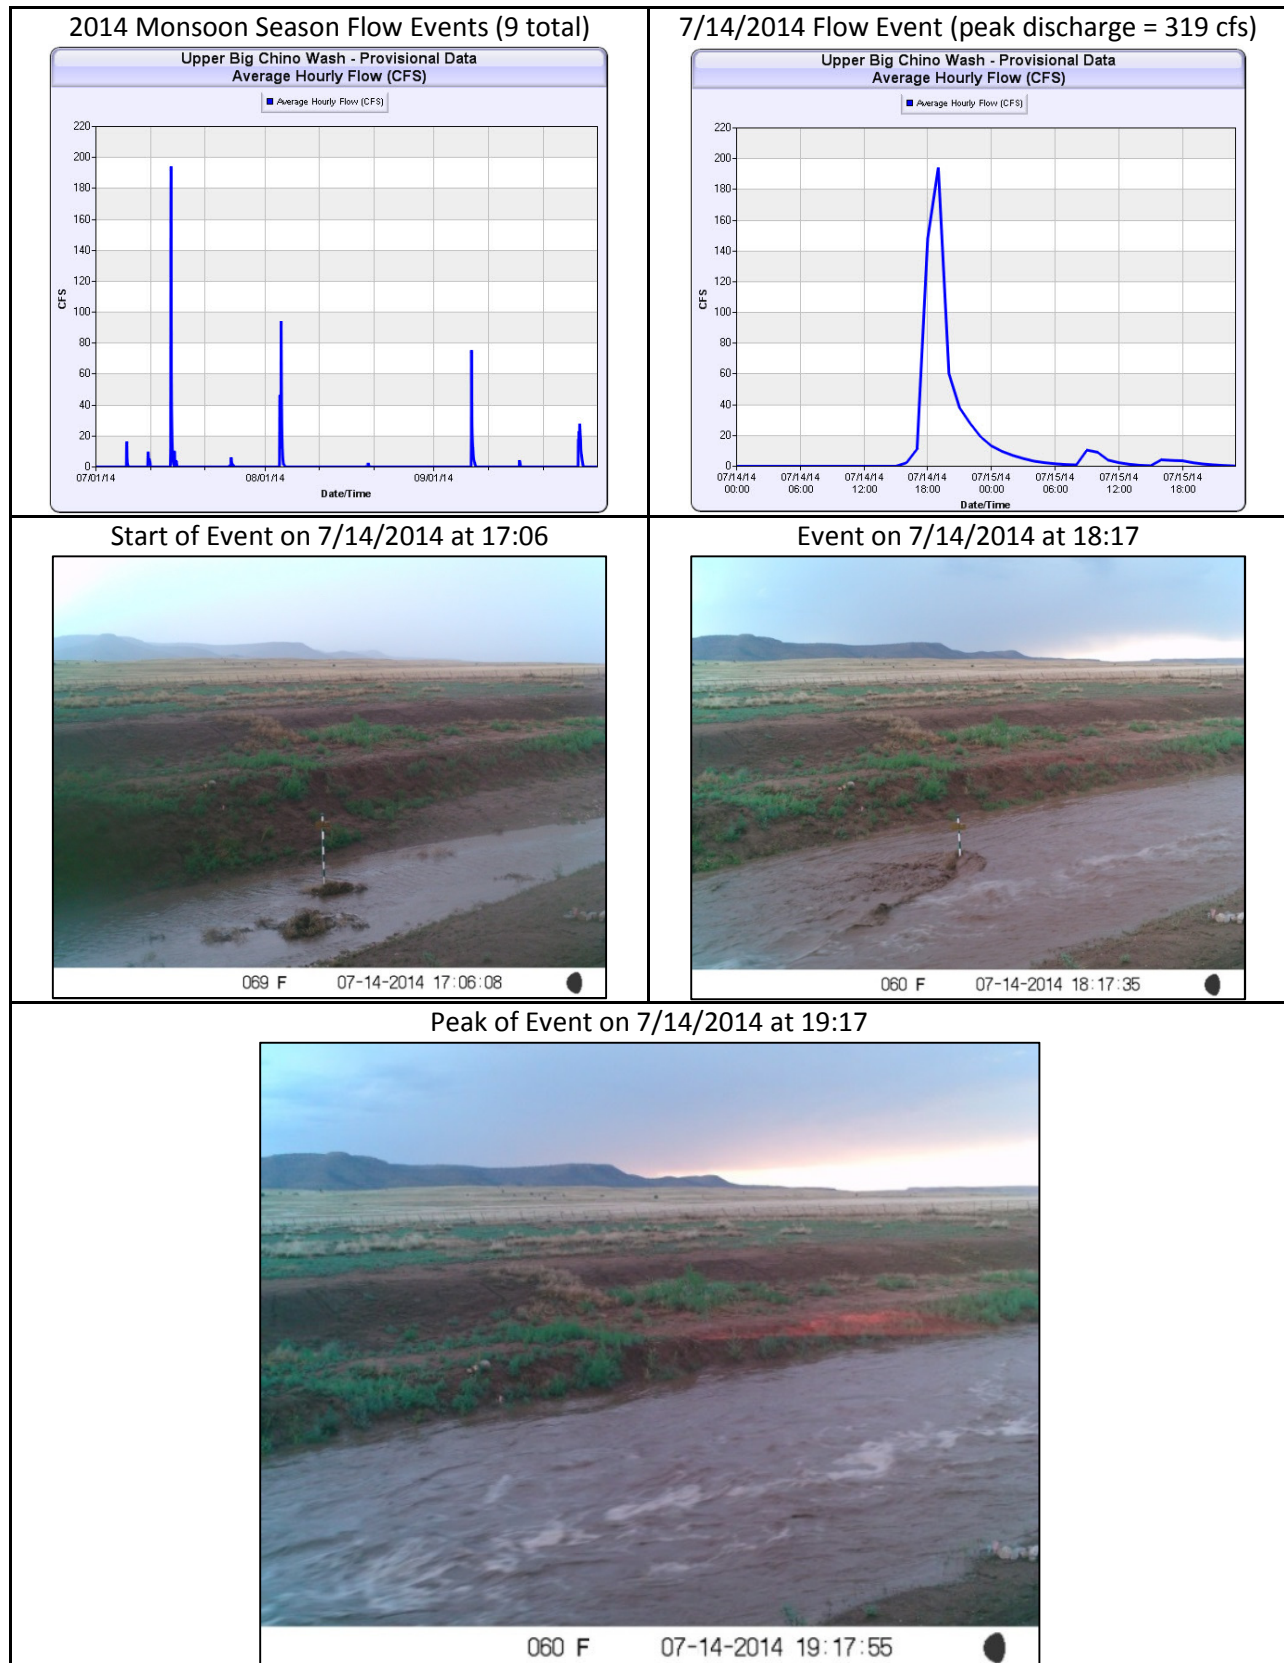 2014 Monsoon Season Flow Events (9 total)
Upper Big Chino Wash - Provisional Data
Average Hourly Flow (CFS)
Average Hourly Flow (CFS)
220
200
180
160
140
120
100
80
60
40
20
0
CFS
07/01/14 08/01/14 09/01/14
Date/Time
7/14/2014 Flow Event (peak discharge = 319 cfs)
Upper Big Chino Wash - Provisional Data
Average Hourly Flow (CFS)
Average Hourly Flow (CFS)
220
200
180
160
140
120
100
80
60
40
20
0
CFS
07/14/14 07/14/14 07/14/14 07/14/14 07/15/14 07/15/14 07/15/14 07/15/14
00:00 06:00 12:00 18:00 00:00 06:00 12:00 18:00
Date/Time
Start of Event on 7/14/2014 at 17:06
069 F 07-14-2014 17:06:08
Event on 7/14/2014 at 18:17
060 F 07-14-2014 18:17:35
Peak of Event on 7/14/2014 at 19:17
060 F 07-14-2014 19:17:55